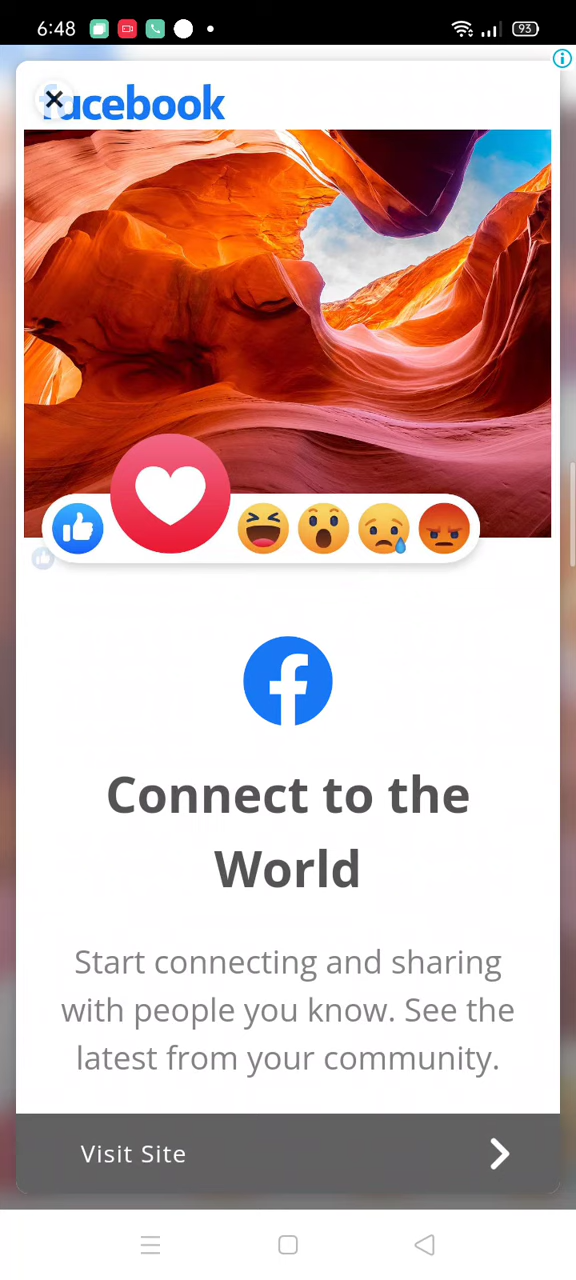 6:48
93
facebook
Connect to the
World
Start connecting and sharing
with people you know. See the
latest from your community.
Visit Site